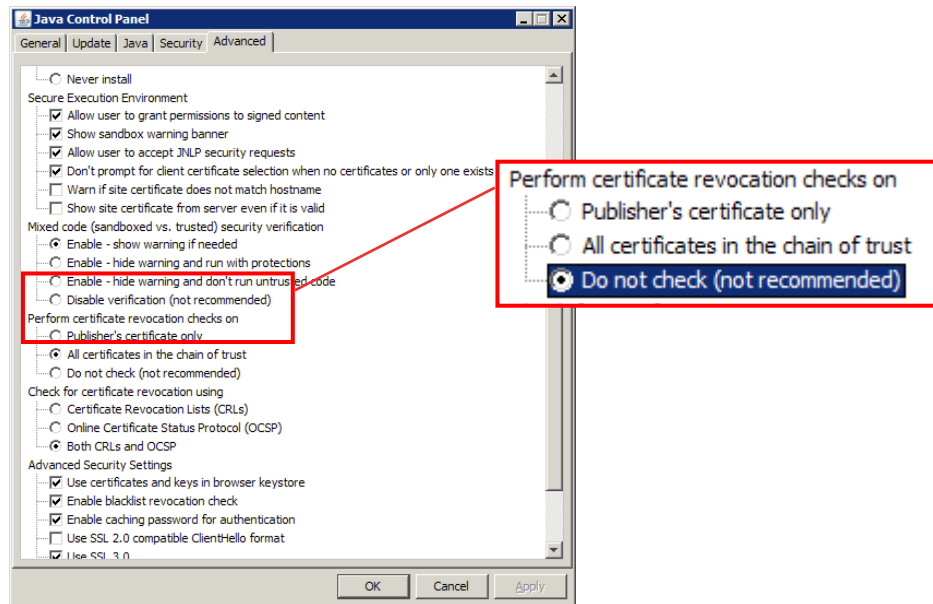 Java Control Panel
General Update Java Security Advanced
Never install
Secure Execution Environment
Allow user to grant permissions to signed content
Show sandbox warning banner
Allow user to accept JNLP security requests
Don't prompt for client certificate selection when no certificates or only one exists
Warn if site certificate does not match hostname
Show site certificate from server even if it is valid
Mixed code (sandboxed vs. trusted) security verification
Enable - show warning if needed
Enable - hide warning and run with protections
Enable - hide warning and don't run untrusted code
Disable verification (not recommended)
Perform certificate revocation checks on
Publisher's certificate only
All certificates in the chain of trust
Do not check (not recommended)
Check for certificate revocation using
Certificate Revocation Lists (CRLs)
Online Certificate Status Protocol (OCSP)
Both CRLs and OCSP
Advanced Security Settings
Use certificates and keys in browser keystore
Enable blacklist revocation check
Enable caching password for authentication
Use SSL 2.0 compatible ClientHello format
Use SSL 3.0
OK Cancel Apply
Perform certificate revocation checks on
Publisher's certificate only
All certificates in the chain of trust
Do not check (not recommended)